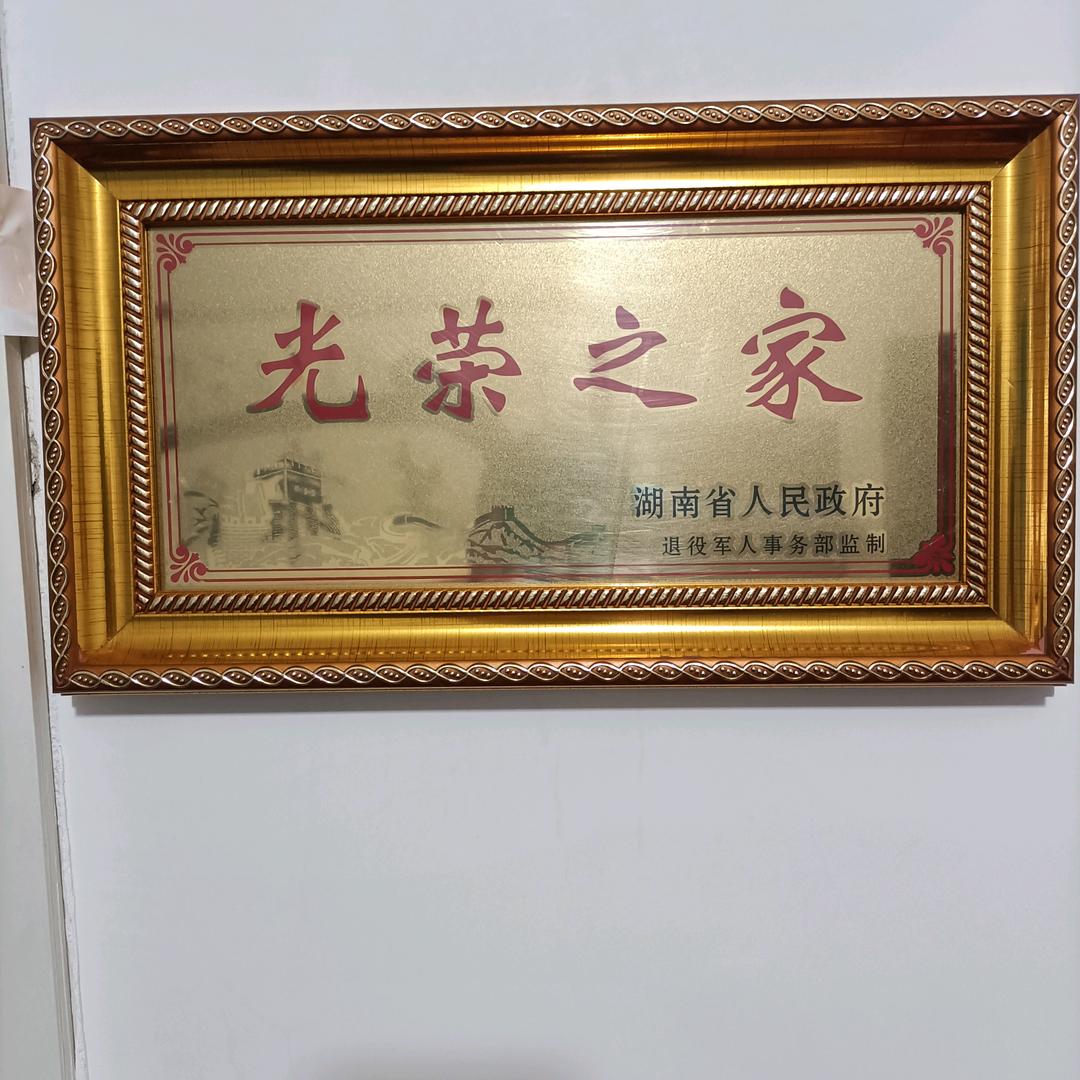 光荣之家
湖南省人民政府
退役军人事务部监制